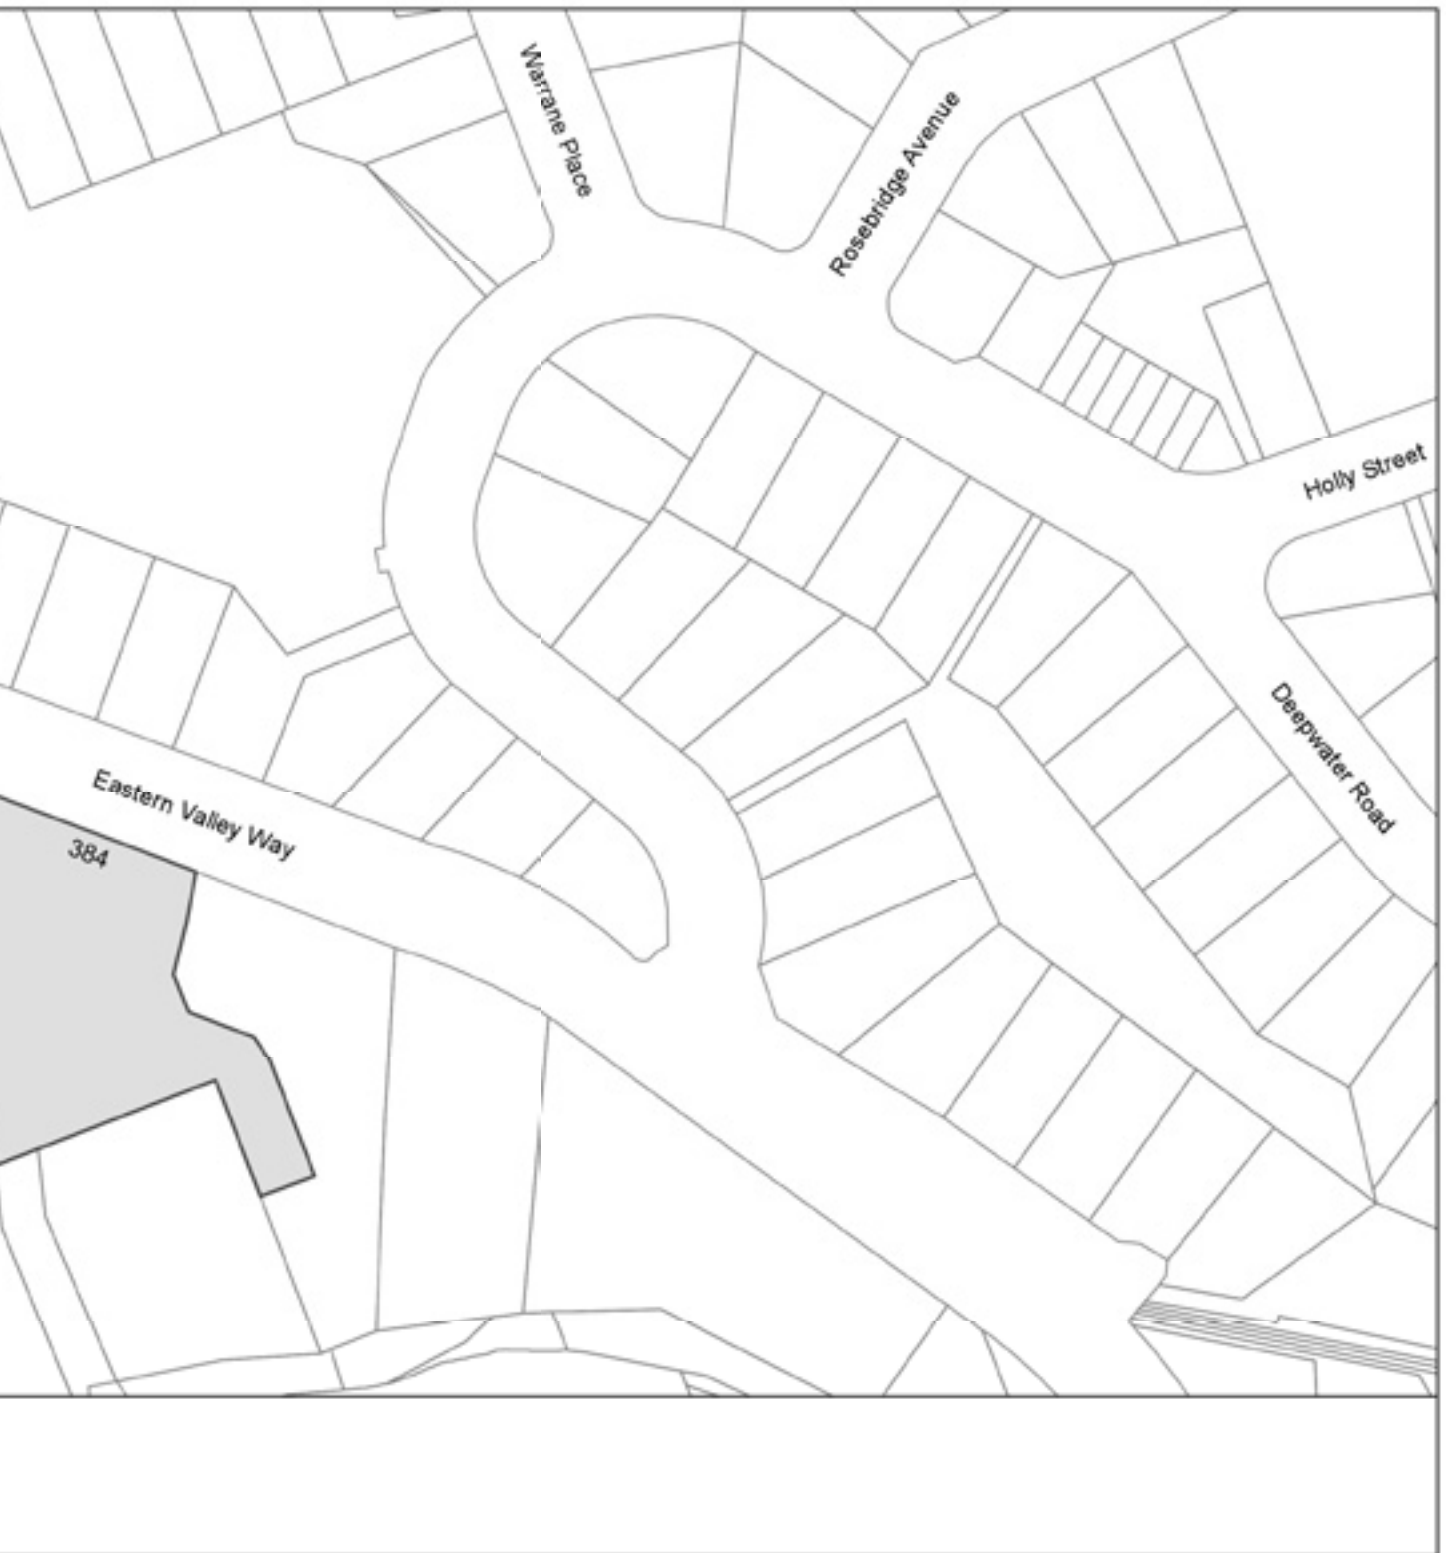 Warrane Place
Rosebridge Avenue
Holly Street
Deepwater Road
Eastern Valley Way
384